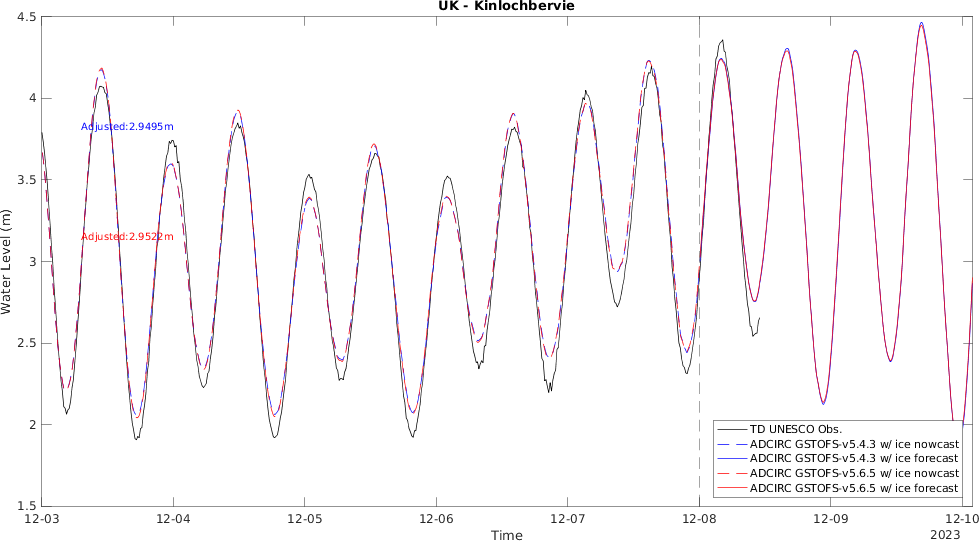 UK - Kinlochbervie
4.5
4
3.5
3
2.5
2
1.5
Water Level (m)
Adjusted:2.9495m
Adjusted:2.9522m
TD UNESCO Obs.
ADCIRC GSTOFS-v5.4.3 w/ ice nowcast
ADCIRC GSTOFS-v5.4.3 w/ ice forecast
ADCIRC GSTOFS-v5.6.5 w/ ice nowcast
ADCIRC GSTOFS-v5.6.5 w/ ice forecast
12-03 12-04 12-05 12-06 12-07 12-08 12-09 12-10
Time
2023